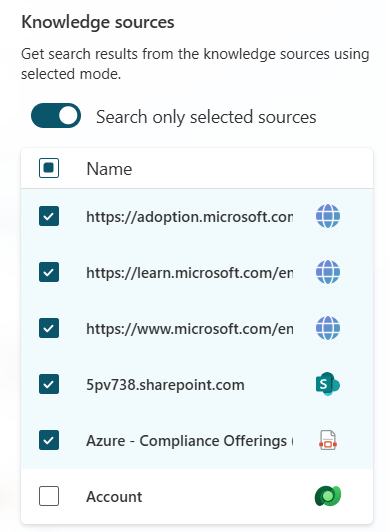 Knowledge sources
Get search results from the knowledge sources using
selected mode.
Search only selected sources
Name
https://adoption.microsoft.com
https://learn.microsoft.com/en
https://www.microsoft.com/en
5pv738.sharepoint.com
S
Azure - Compliance Offerings (
Account